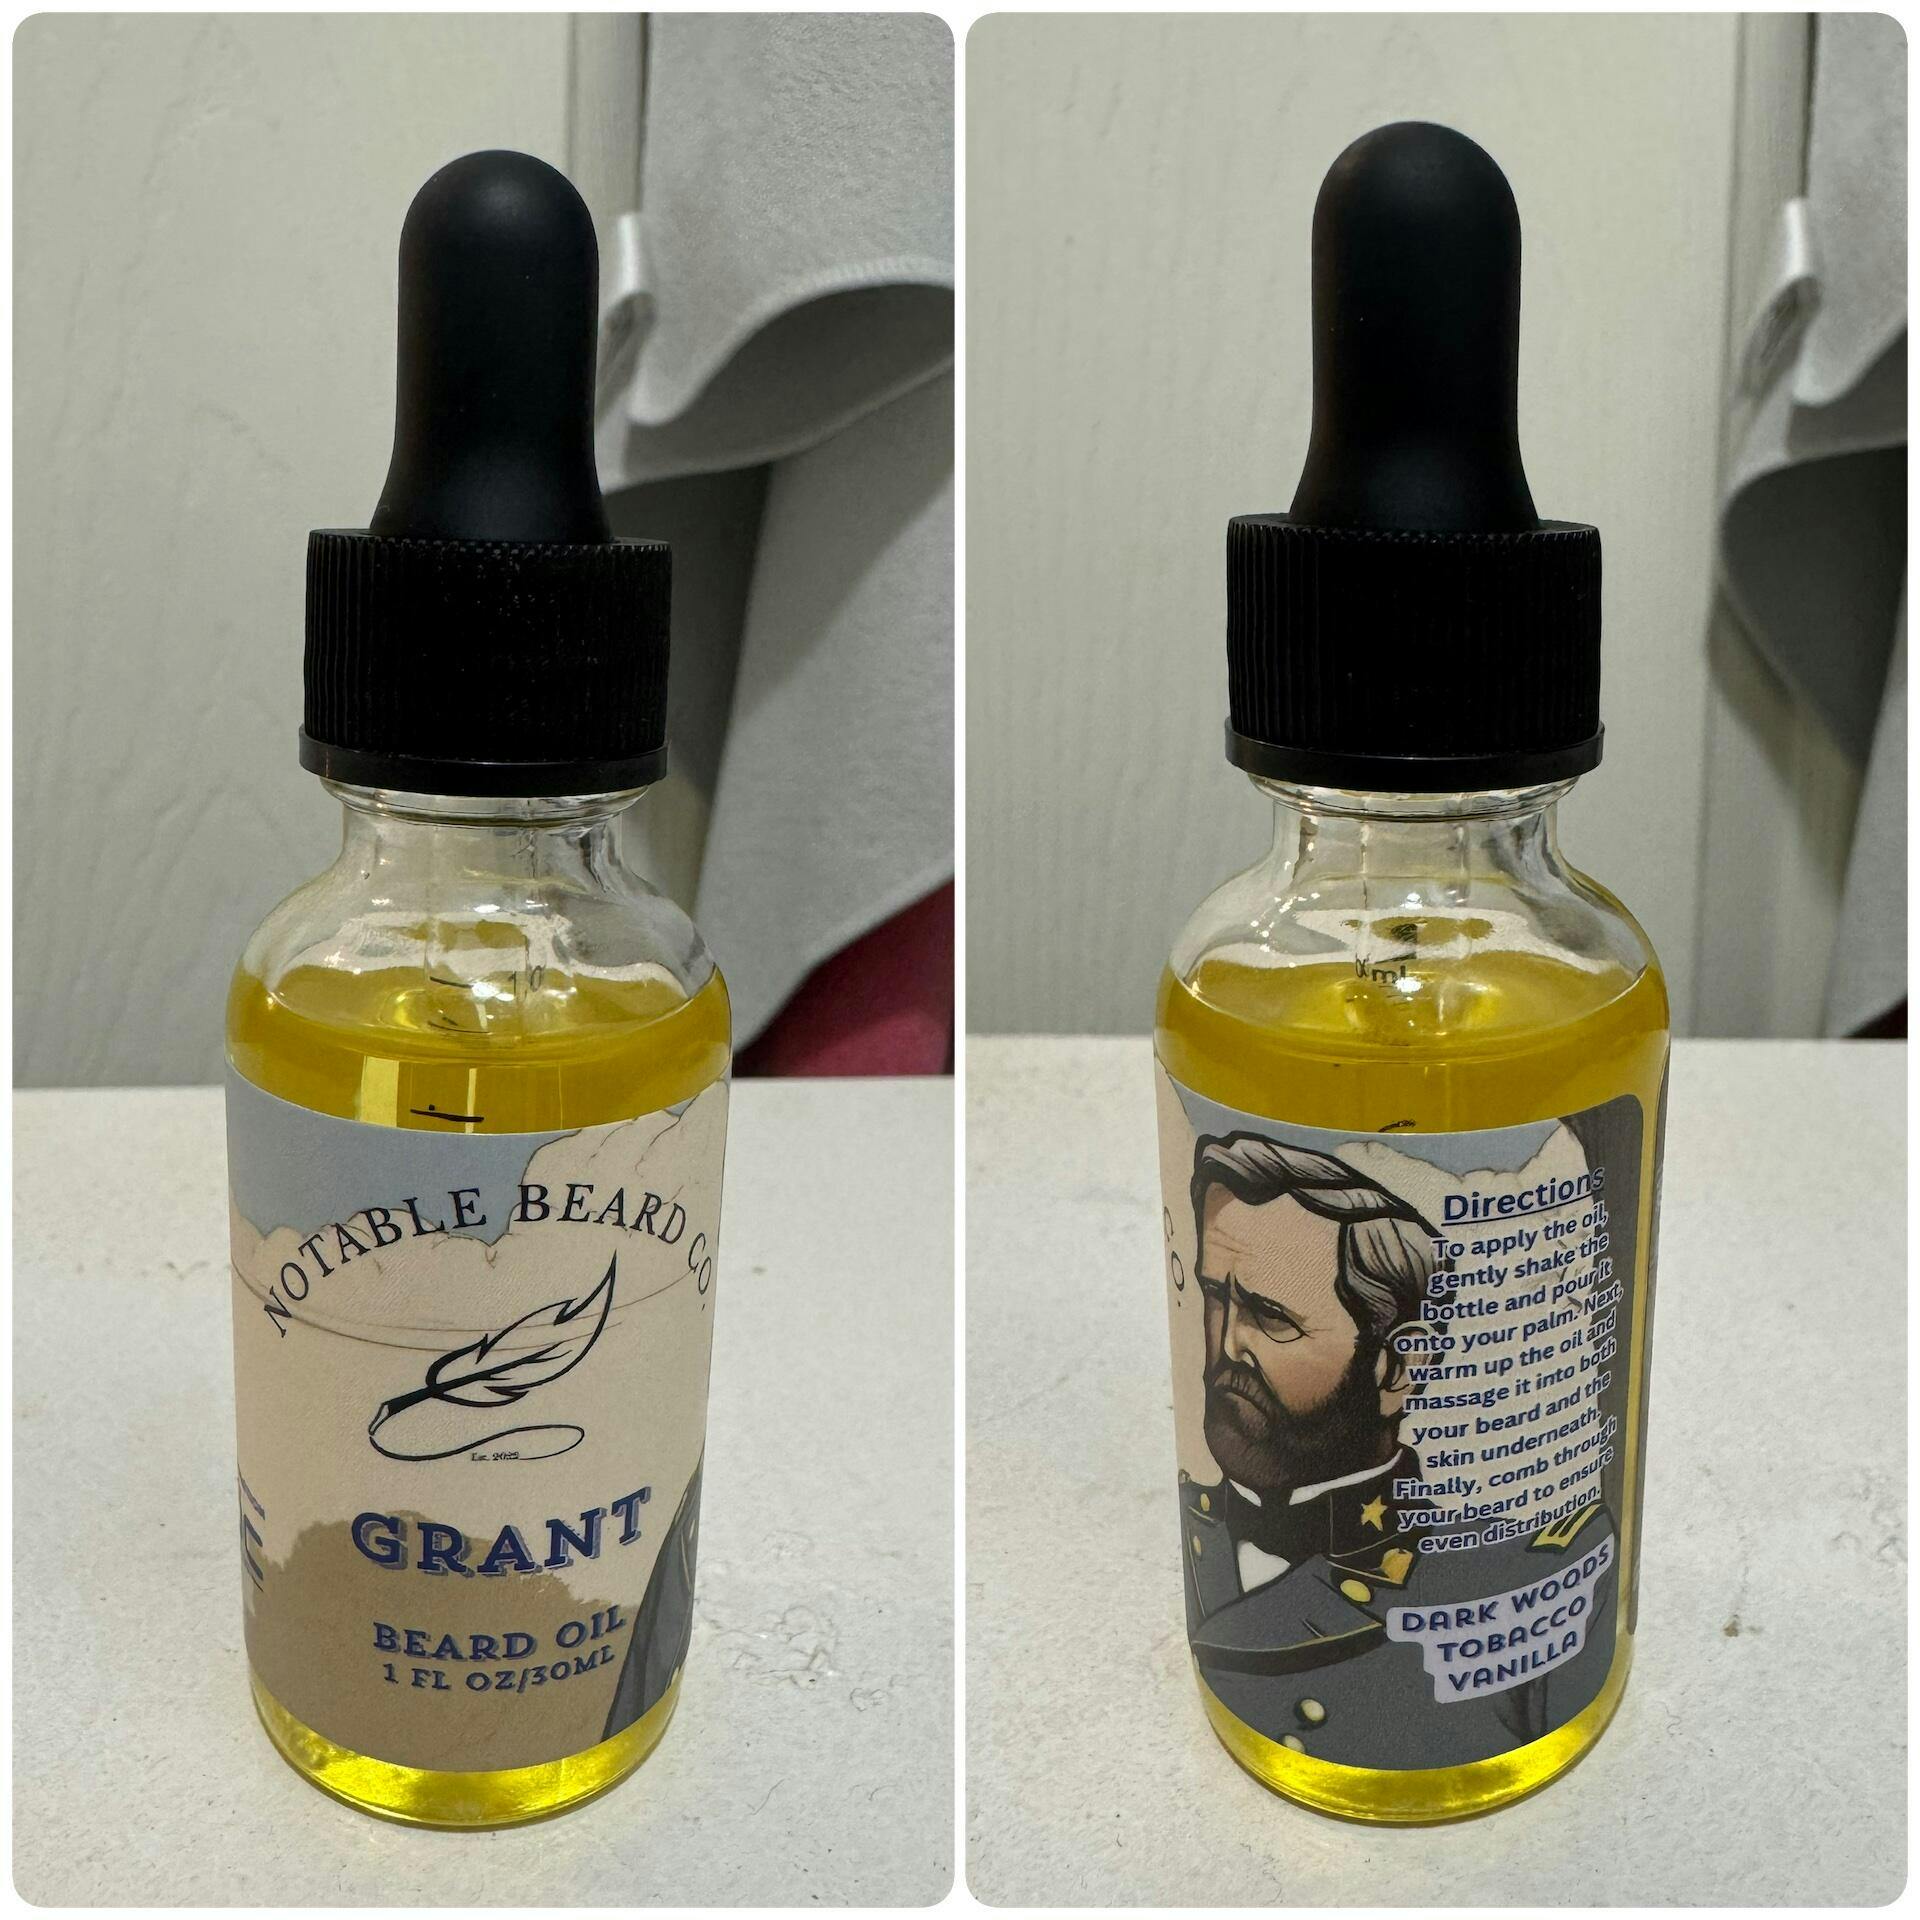 NOTABLE BEARD CO.
GRANT
BEARD OIL
1 FL OZ/30ML
ml
CO.
Directions
To apply the oil,
gently shake the
bottle and pour it
onto your palm. Next,
warm up the oil and
massage it into both
your beard and the
skin underneath.
Finally, comb through
your beard to ensure
even distribution.
DARK WOODS
TOBACCO
VANILLA